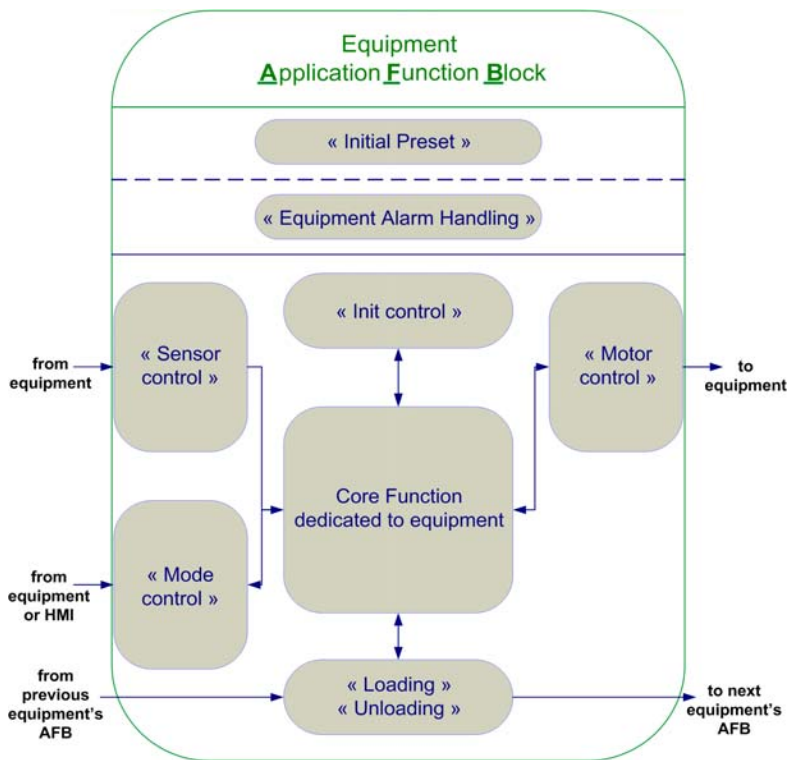 Equipment
Application Function Block
« Initial Preset »
« Equipment Alarm Handling »
« Init control »
from
equipment
« Sensor
control »
« Motor
control »
to
equipment
Core Function
dedicated to equipment
from
equipment
or HMI
« Mode
control »
from
previous
equipment's
AFB
« Loading »
« Unloading »
to next
equipment's
AFB